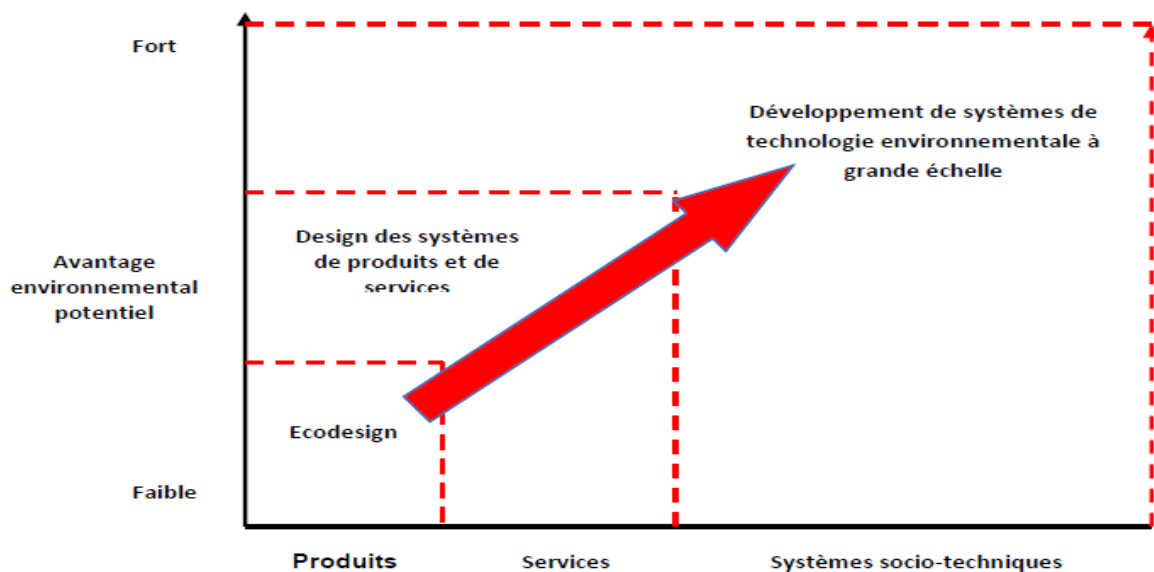 Fort
Développement de systèmes de
technologie environnementale à
grande échelle
Design des systèmes
de produits et de
services
Avantage
environnemental
potentiel
Ecodesign
Faible
Produits
Services
Systèmes socio-techniques